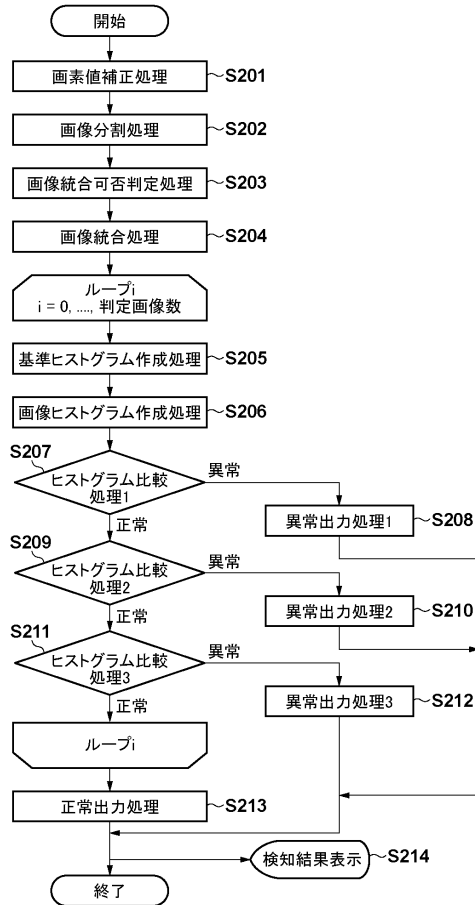 開始
画素値補正処理 S201
画像分割処理 S202
画像統合可否判定処理 S203
画像統合処理 S204
ループi
i = 0, ...., 判定画像数
基準ヒストグラム作成処理 S205
画像ヒストグラム作成処理 S206
S207
ヒストグラム比較
処理1
異常
正常
異常出力処理1 S208
S209
ヒストグラム比較
処理2
異常
正常
異常出力処理2 S210
S211
ヒストグラム比較
処理3
異常
正常
異常出力処理3 S212
ループi
正常出力処理 S213
検知結果表示 S214
終了